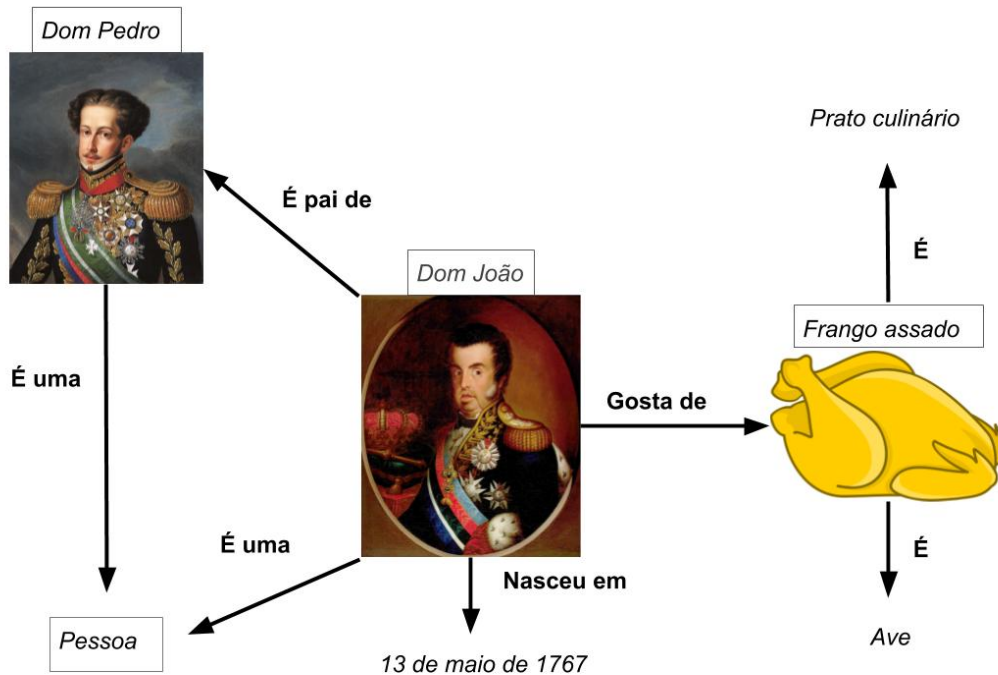 Dom Pedro
Prato culinário
É pai de
É
Dom João
Frango assado
É uma
Gosta de
É uma
É
Nasceu em
Pessoa
Ave
13 de maio de 1767